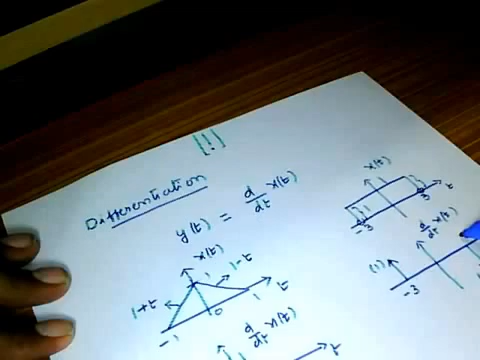 Differentiation
y(t) = d/dt x(t)
x(t)
1
1+t
1-t
t
-1
0
1
d/dt x(t)
t
x(t)
t
-3
3
d/dt x(t)
(1)
-3